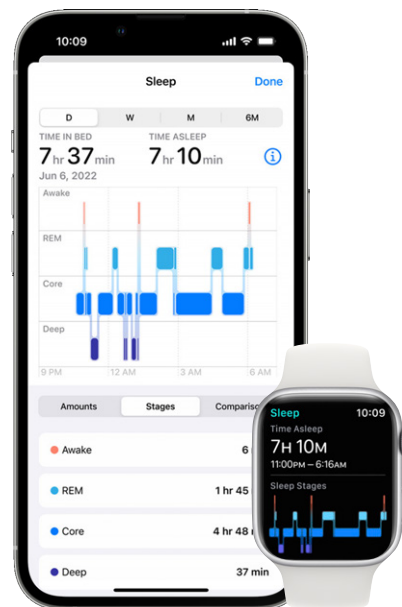 10:09
Sleep
Done
D
W
M
6M
TIME IN BED
TIME ASLEEP
7 hr 37 min
7 hr 10 min
Jun 6, 2022
Awake
REM
Core
Deep
9 PM
12 AM
3 AM
6 AM
Amounts
Stages
Awake
6
REM
1 hr 45
Core
4 hr 48
Deep
37 min
Sleep
10:09
Time Asleep
7H 10M
11:00PM – 6:16AM
Sleep Stages